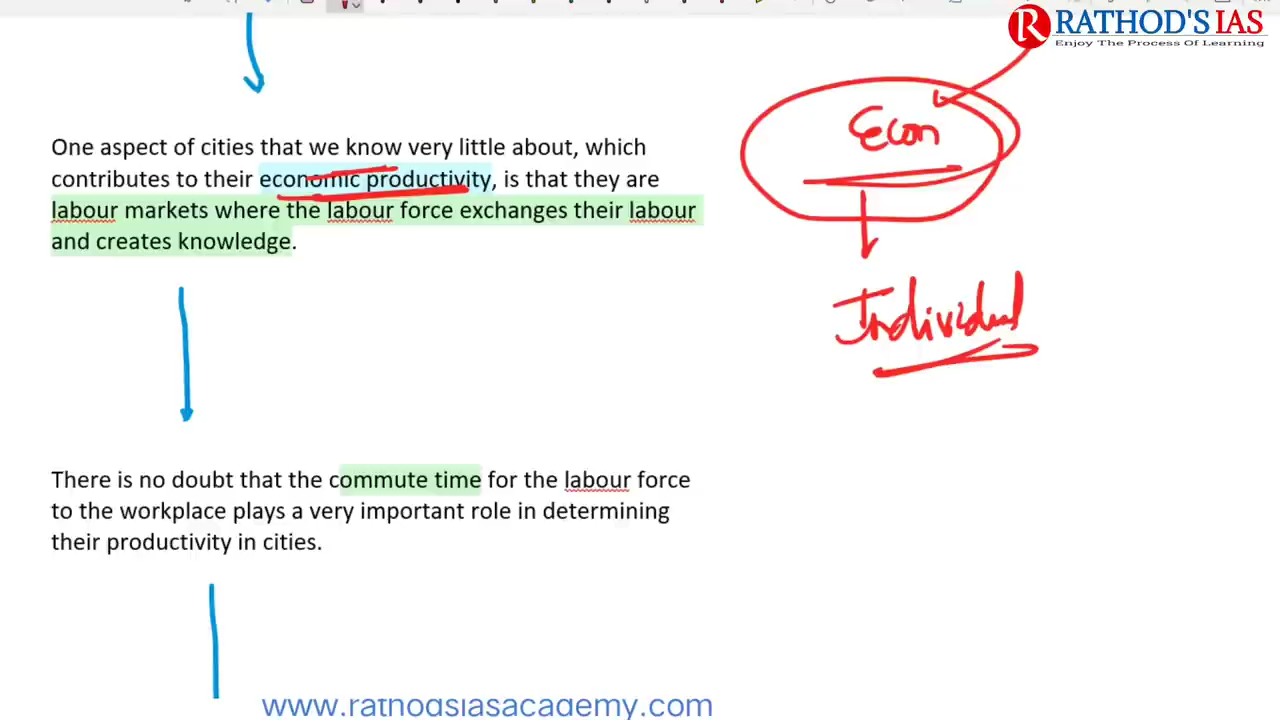 RATHOD'S IAS
Enjoy The Process Of Learning
One aspect of cities that we know very little about, which
contributes to their economic productivity, is that they are
labour markets where the labour force exchanges their labour
and creates knowledge.
Econ
Individual
There is no doubt that the commute time for the labour force
to the workplace plays a very important role in determining
their productivity in cities.
www.rathodsiasacademy.com